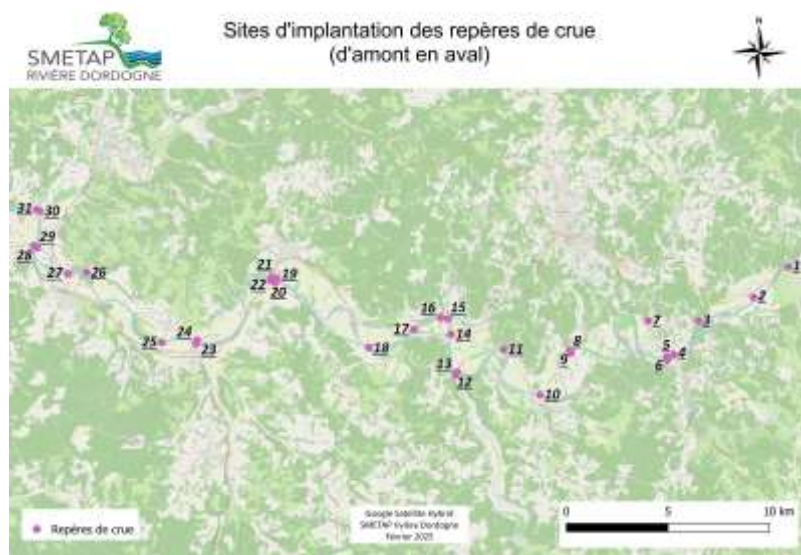 SMETAP
RIVIÈRE DORDOGNE
Sites d'implantation des repères de crue
(d'amont en aval)
N
31 30
29
28
27 26
25
24
23
21
22 19
20
18
17
16 15
14
13
12
11
10
8
9
7
5
6 4
3
2
1
Repères de crue
Google Satellite Hybrid
SMETAP Rivière Dordogne
Février 2025
0 5 10 km